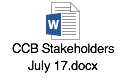 W
CCB Stakeholders
July 17.docx